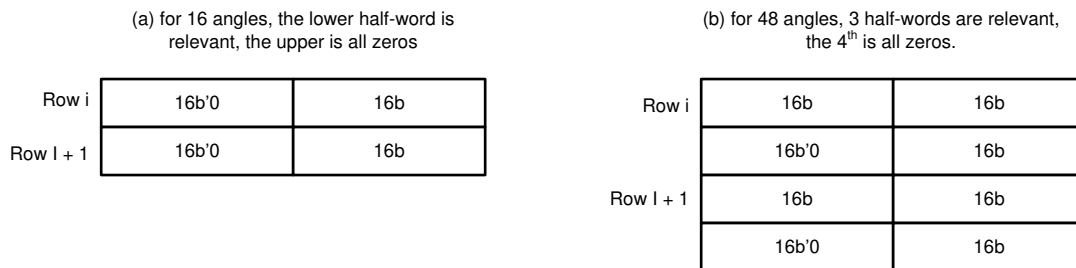 (a) for 16 angles, the lower half-word is
relevant, the upper is all zeros
Row i 16b'0 16b
Row I + 1 16b'0 16b
(b) for 48 angles, 3 half-words are relevant,
the 4th is all zeros.
Row i 16b 16b
16b'0 16b
Row I + 1 16b 16b
16b'0 16b